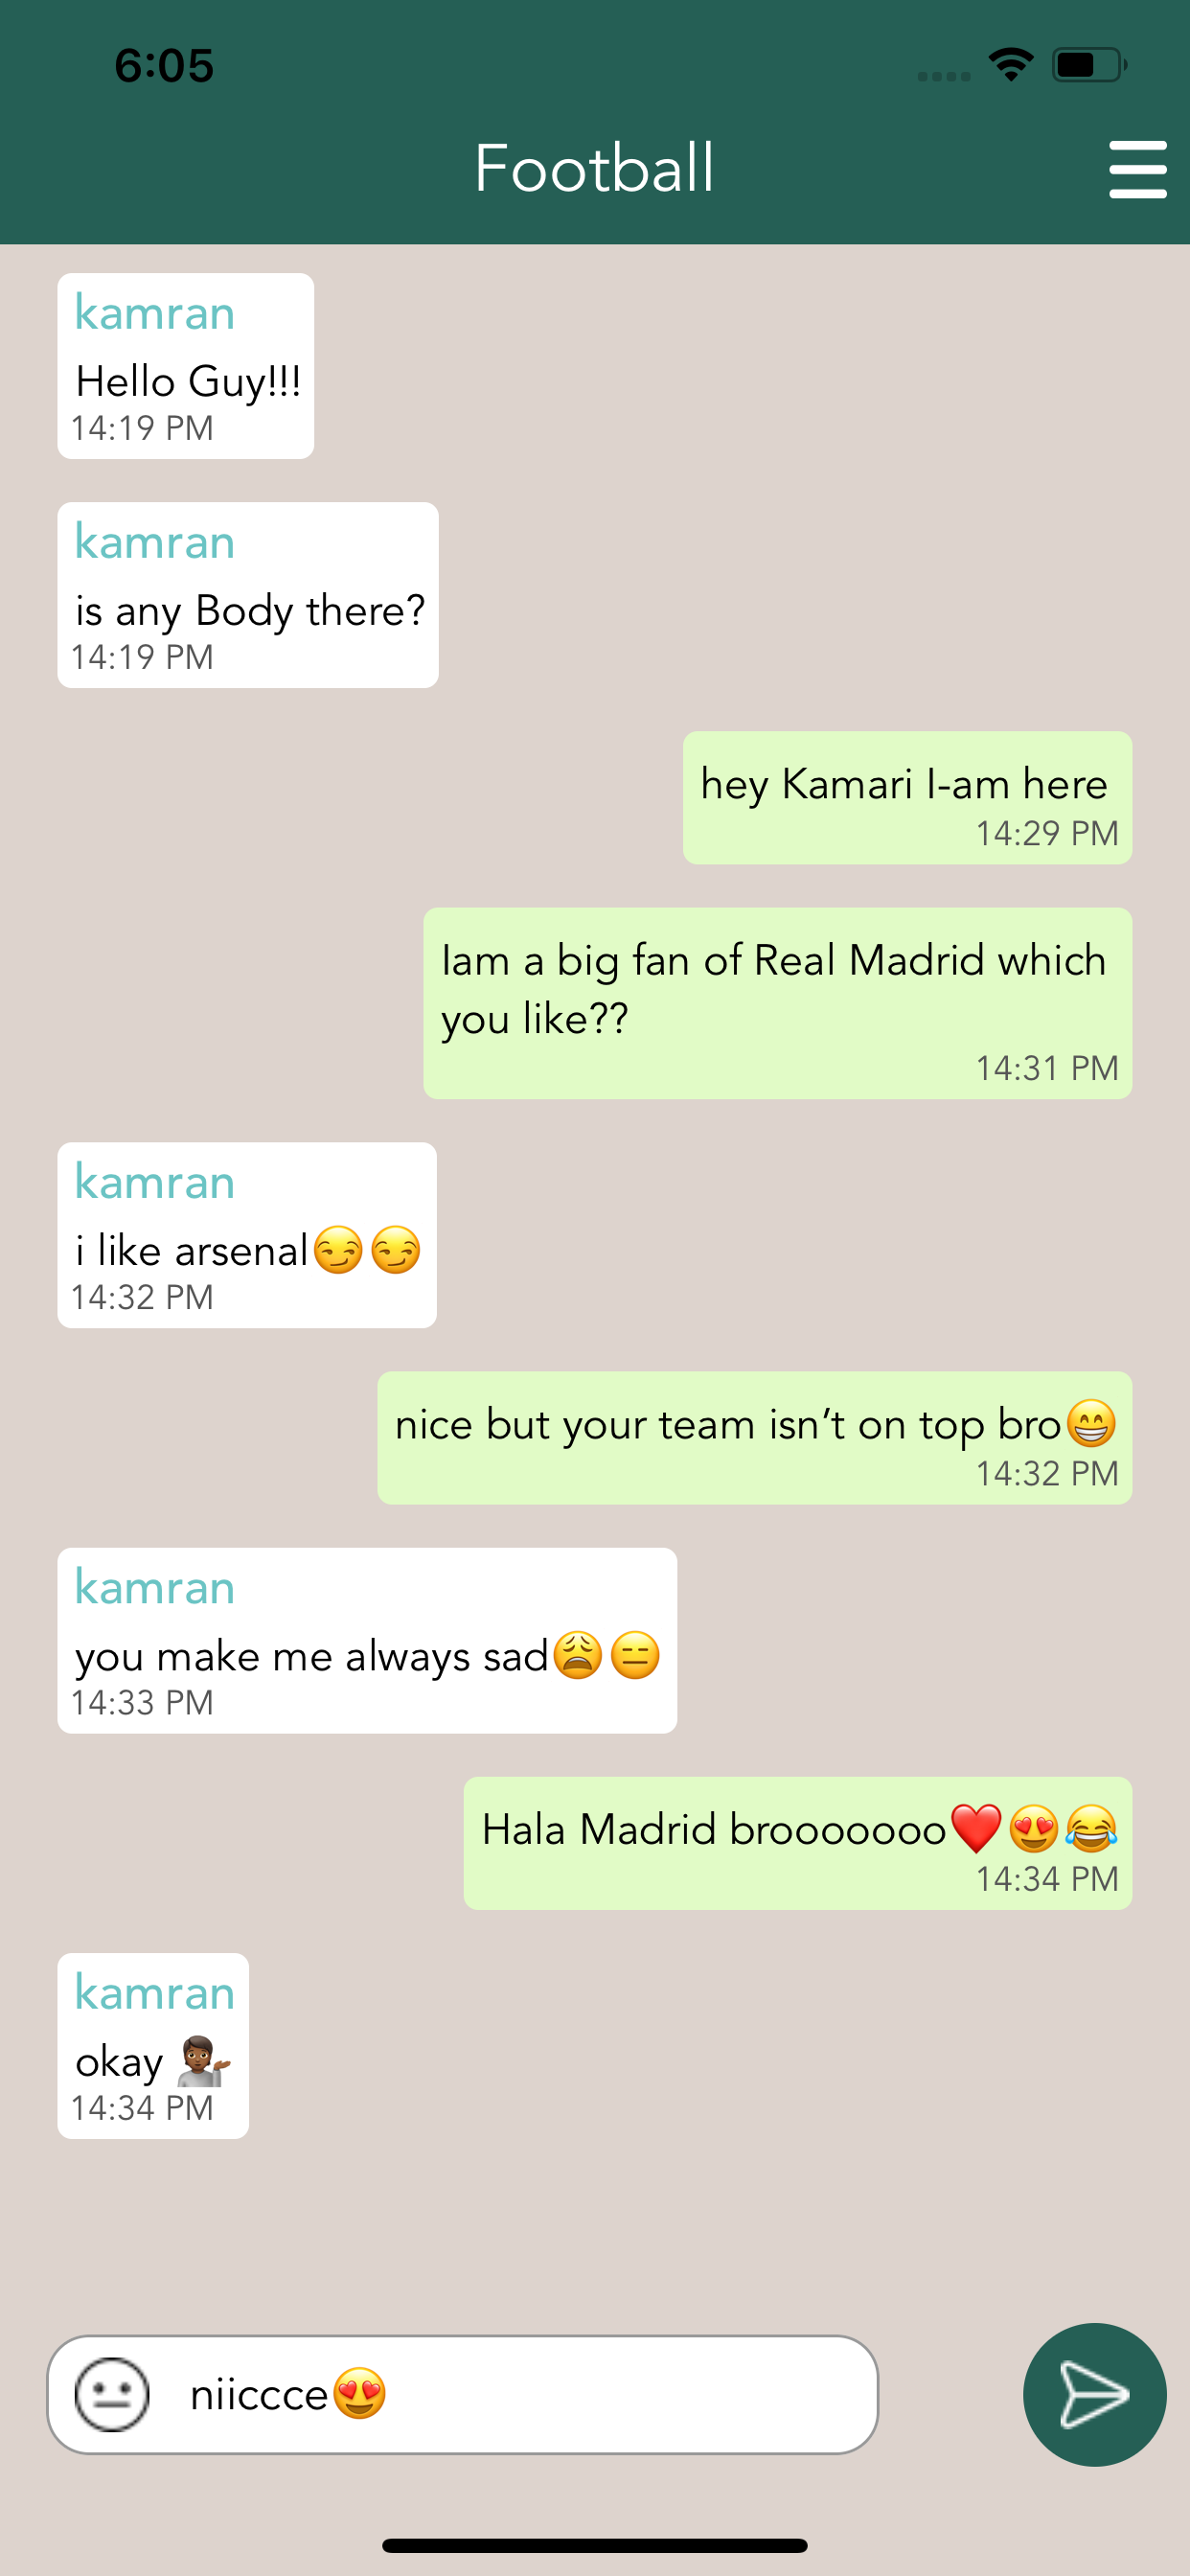 6:05
Football
kamran
Hello Guy!!!
14:19 PM
kamran
is any Body there?
14:19 PM
hey Kamari I-am here
14:29 PM
Iam a big fan of Real Madrid which
you like??
14:31 PM
kamran
i like arsenal😏😏
14:32 PM
nice but your team isn’t on top bro😁
14:32 PM
kamran
you make me always sad😩😑
14:33 PM
Hala Madrid brooooooo❤️😍😂
14:34 PM
kamran
okay 💁🏾
14:34 PM
niiccce😍